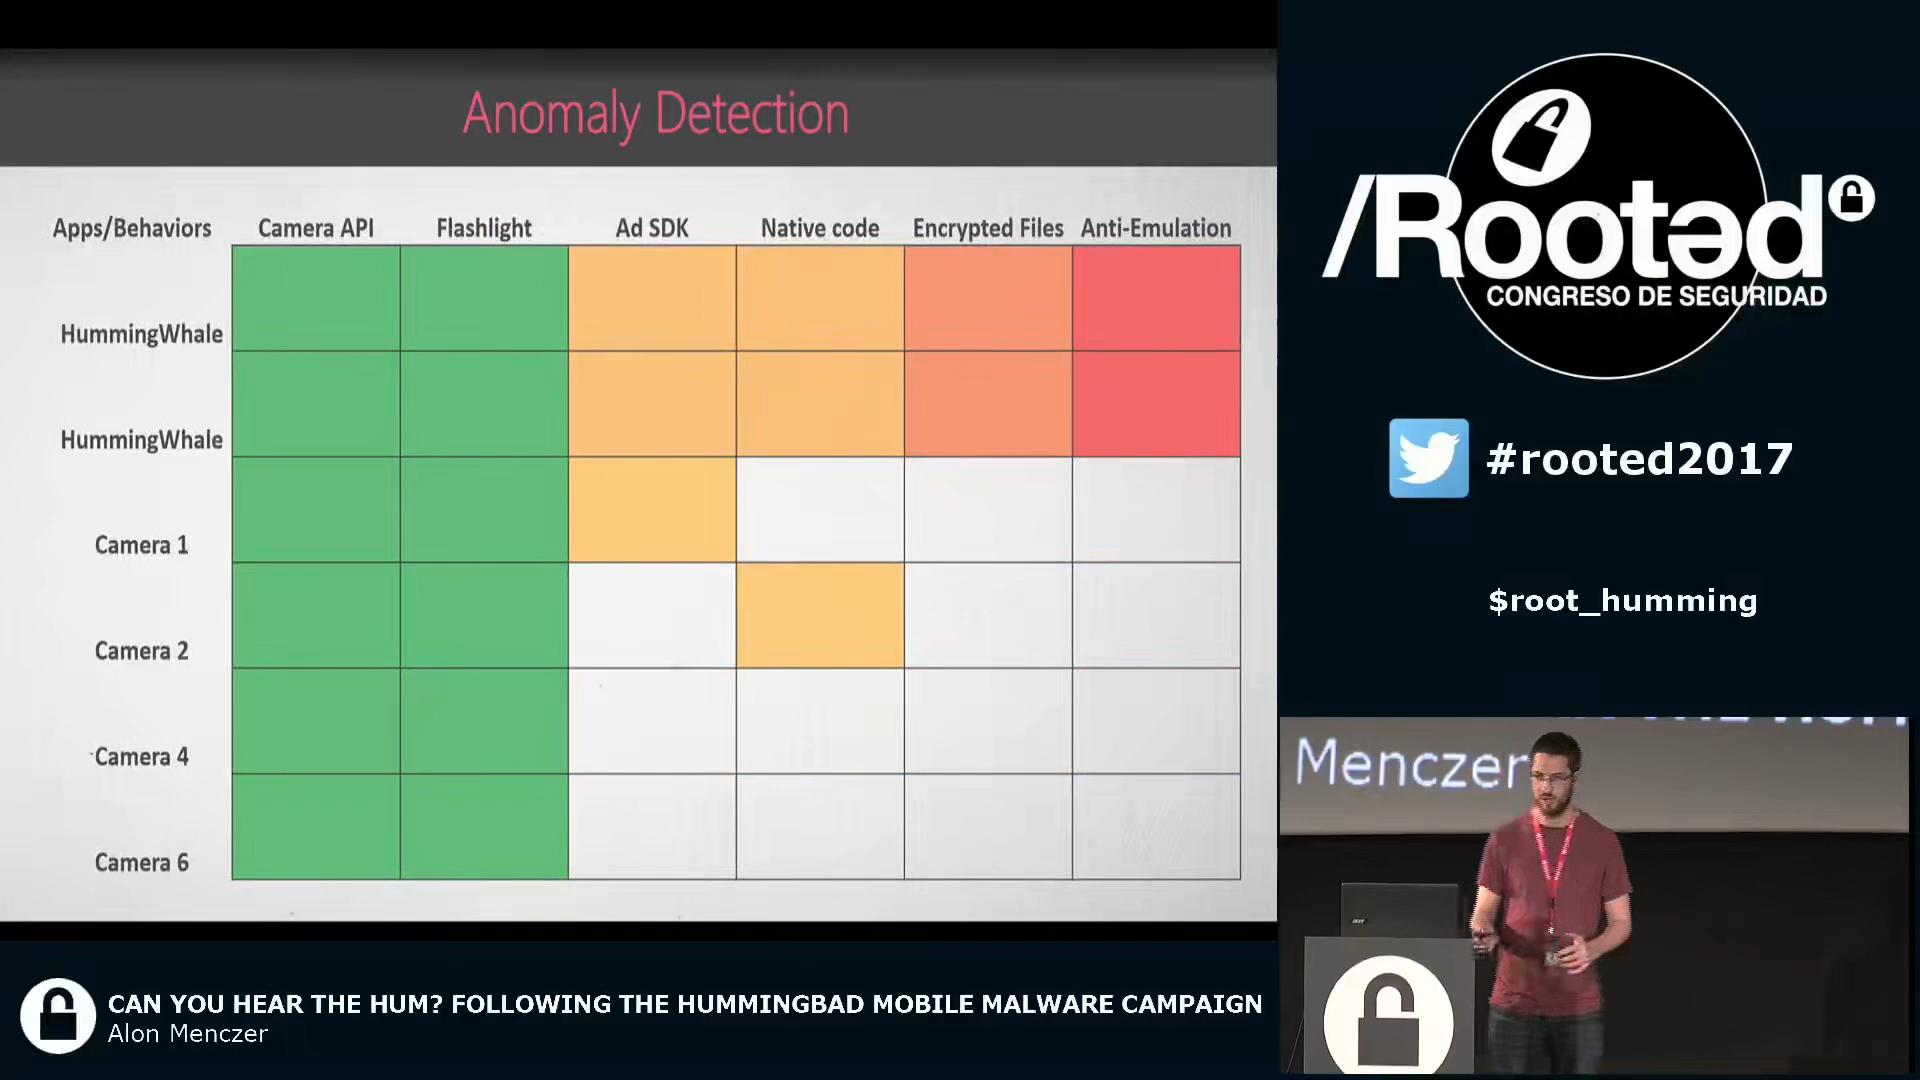 Anomaly Detection
Apps/Behaviors Camera API Flashlight Ad SDK Native code Encrypted Files Anti-Emulation
HummingWhale
HummingWhale
Camera 1
Camera 2
Camera 4
Camera 6
/Rootəd
CONGRESO DE SEGURIDAD
#rooted2017
$root_humming
Menczer
acer
CAN YOU HEAR THE HUM? FOLLOWING THE HUMMINGBAD MOBILE MALWARE CAMPAIGN
Alon Menczer